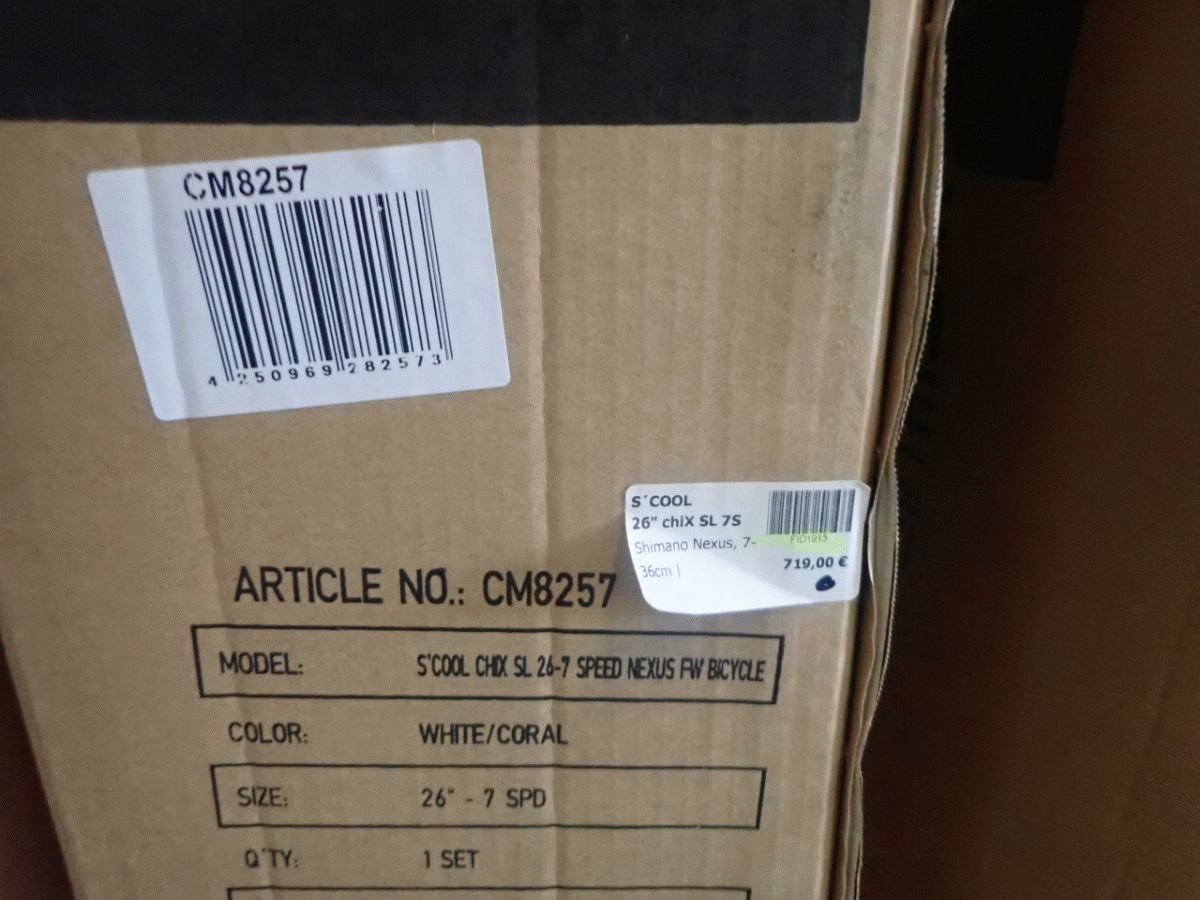 CM8257
4 250969 282573
S´COOL
26" chiX SL 7S
Shimano Nexus, 7-
FID1913
36cm |
719,00 €
ARTICLE NO.: CM8257
MODEL: S'COOL CHIX SL 26-7 SPEED NEXUS FW BICYCLE
COLOR: WHITE/CORAL
SIZE: 26" - 7 SPD
Q'TY: 1 SET